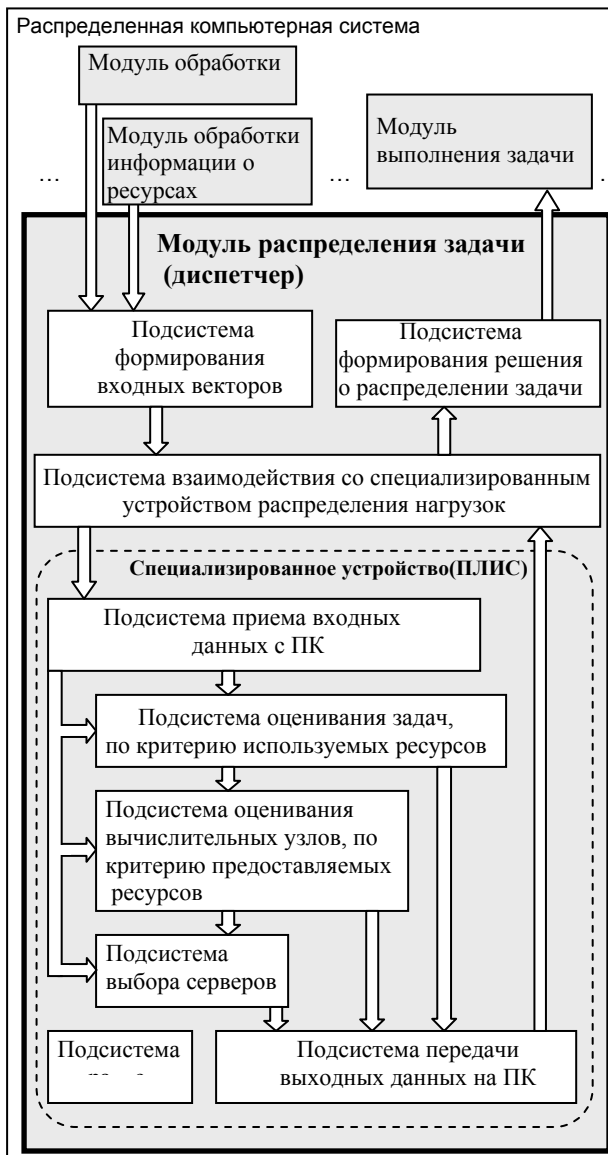 Распределенная компьютерная система
Модуль обработки
Модуль обработки
информации о
ресурсах
Модуль
выполнения задачи
…
…
Модуль распределения задачи
(диспетчер)
Подсистема
формирования
входных векторов
Подсистема
формирования решения
о распределении задачи
Подсистема взаимодействия со специализированным
устройством распределения нагрузок
Специализированное устройство(ПЛИС)
Подсистема приема входных
данных с ПК
Подсистема оценивания задач,
по критерию используемых ресурсов
Подсистема оценивания
вычислительных узлов, по
критерию предоставляемых
ресурсов
Подсистема
выбора серверов
Подсистема
Подсистема передачи
выходных данных на ПК